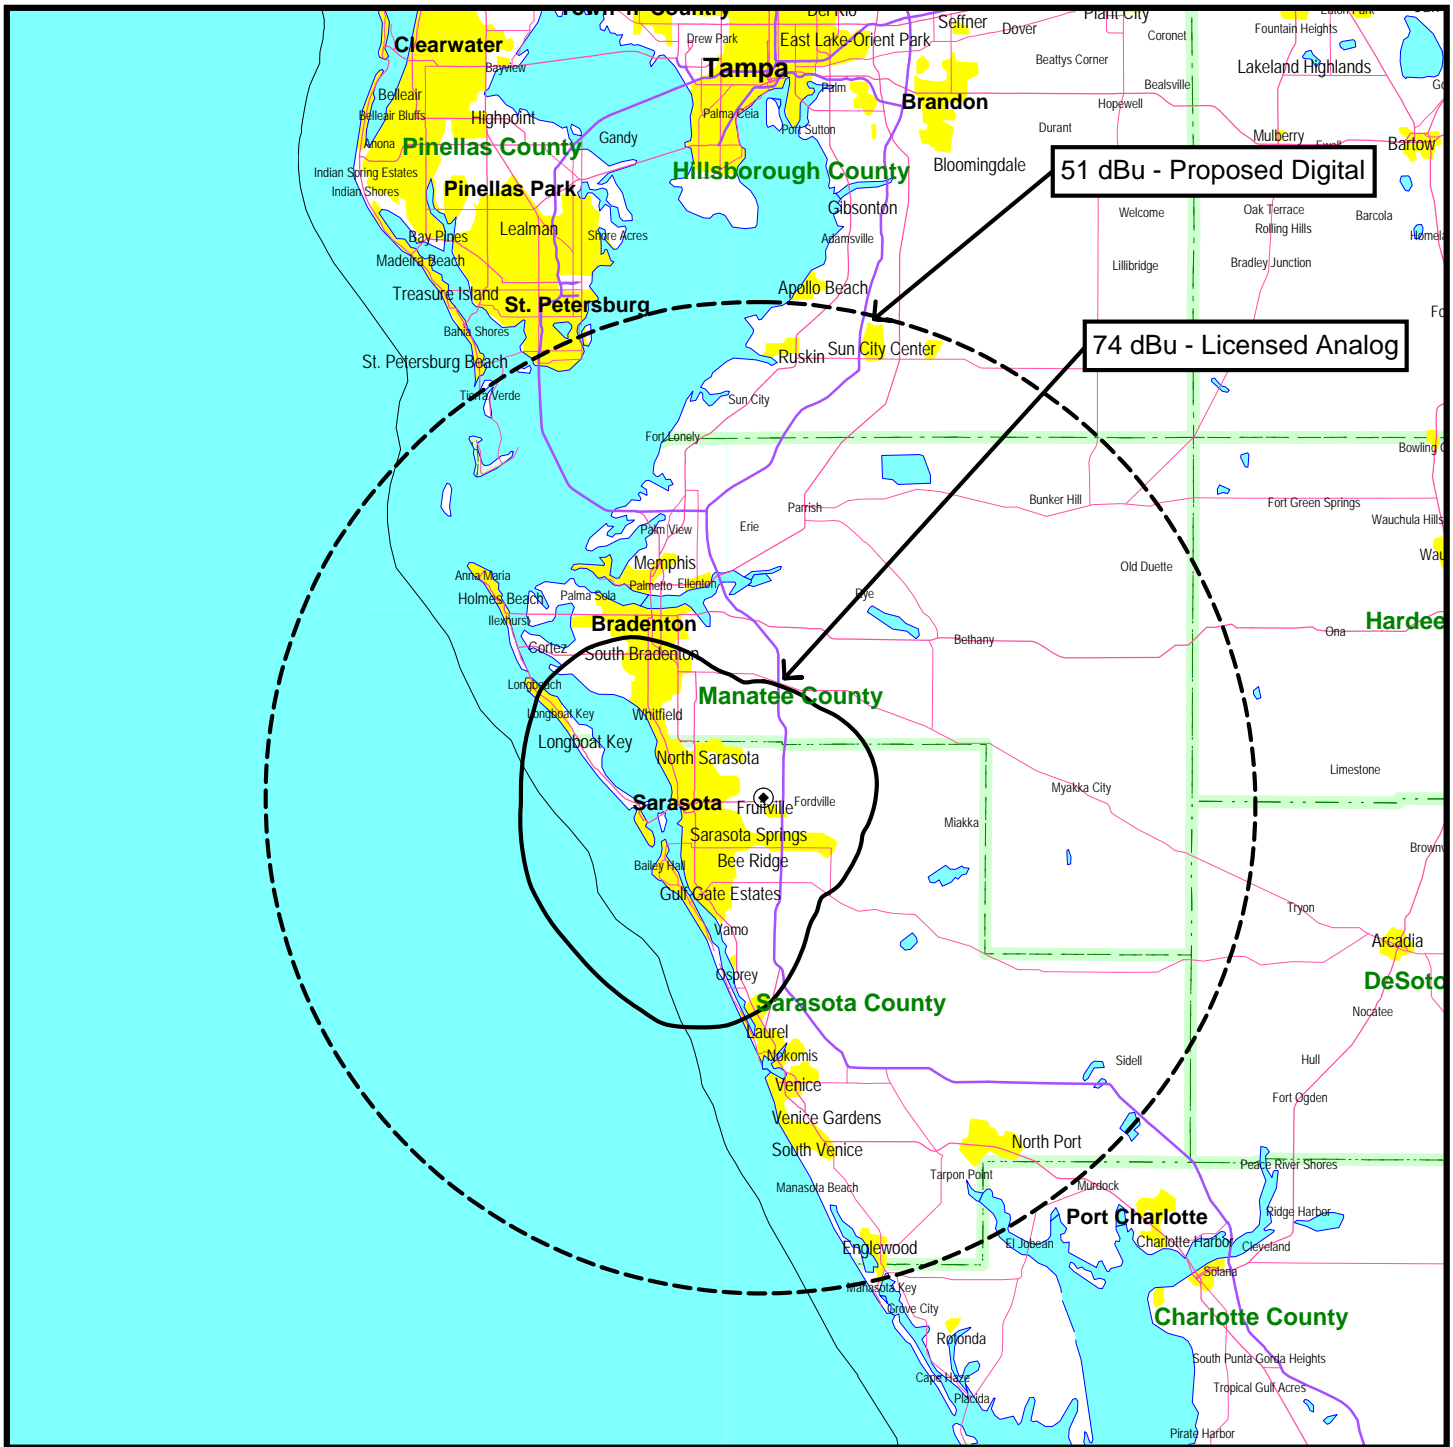 Town 'n' Country
Del Rio
Seffner
Plant City
Dover
Coronet
Fountain Heights
Clearwater
Drew Park
East Lake-Orient Park
Beattys Corner
Lakeland Highlands
Bayview
Tampa
Palm
Bealsville
Belleair
Brandon
Hopewell
Belleair Bluffs
Highpoint
Palma Ceia
Port Sutton
Durant
Mulberry
Anona
Pinellas County
Gandy
Bartow
Bloomingdale
Indian Spring Estates
Hillsborough County
51 dBu - Proposed Digital
Indian Shores
Pinellas Park
Gibsonton
Welcome
Oak Terrace
Barcola
Lealman
Rolling Hills
Bay Pines
Shore Acres
Adamsville
Madeira Beach
Lillibridge
Bradley Junction
Treasure Island
Apollo Beach
St. Petersburg
Bahia Shores
74 dBu - Licensed Analog
St. Petersburg Beach
Ruskin
Sun City Center
Tierra Verde
Sun City
Fort Lonely
Bunker Hill
Fort Green Springs
Parrish
Wauchula Hills
Palm View
Erie
Memphis
Old Duette
Anna Maria
Palmetto
Ellenton
Holmes Beach
Palma Sola
Rye
Ilexhurst
Bradenton
Hardee
Bethany
Ona
Cortez
South Bradenton
Longbeach
Manatee County
Longboat Key
Whitfield
Longboat Key
North Sarasota
Limestone
Myakka City
Sarasota
Fruitville
Fordville
Miakka
Sarasota Springs
Bailey Hall
Bee Ridge
Gulf Gate Estates
Tryon
Vamo
Arcadia
Osprey
DeSoto
Sarasota County
Nocatee
Laurel
Nokomis
Sidell
Hull
Venice
Fort Ogden
Venice Gardens
North Port
South Venice
Peace River Shores
Tarpon Point
Manasota Beach
Murdock
Port Charlotte
Ridge Harbor
Englewood
El Jobean
Charlotte Harbor
Cleveland
Solana
Manasota Key
Grove City
Charlotte County
Rotonda
South Punta Gorda Heights
Cape Haze
Tropical Gulf Acres
Placida
Pirate Harbor